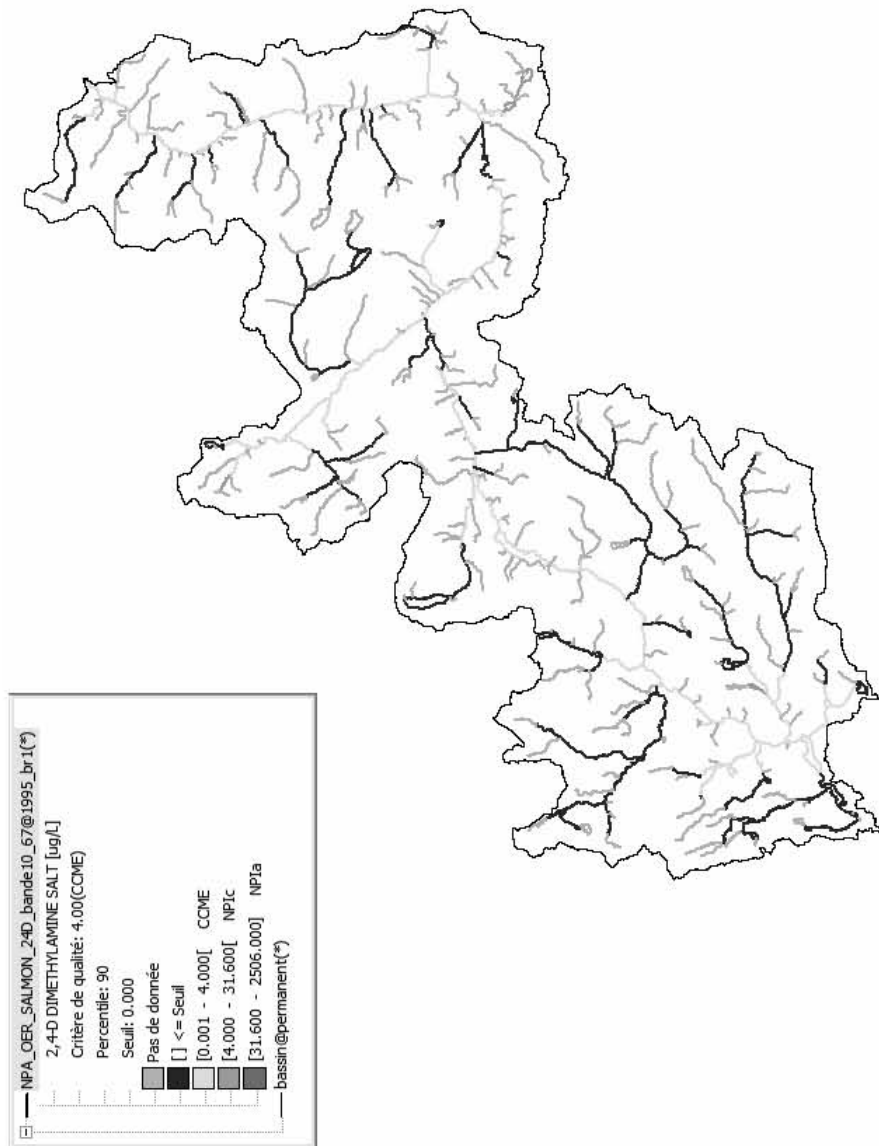 NPA_OER_SALMON_24D_bande10_67@1995_br1(*)
2,4-D DIMETHYLAMINE SALT [ug/L]
Critère de qualité: 4.00(CCME)
Percentile: 90
Seuil: 0.000
Pas de donnée
[] <= Seuil
[0.001 - 4.000[ CCME
[4.000 - 31.600[ NPIc
[31.600 - 2506.000] NPIa
bassin@permanent(*)